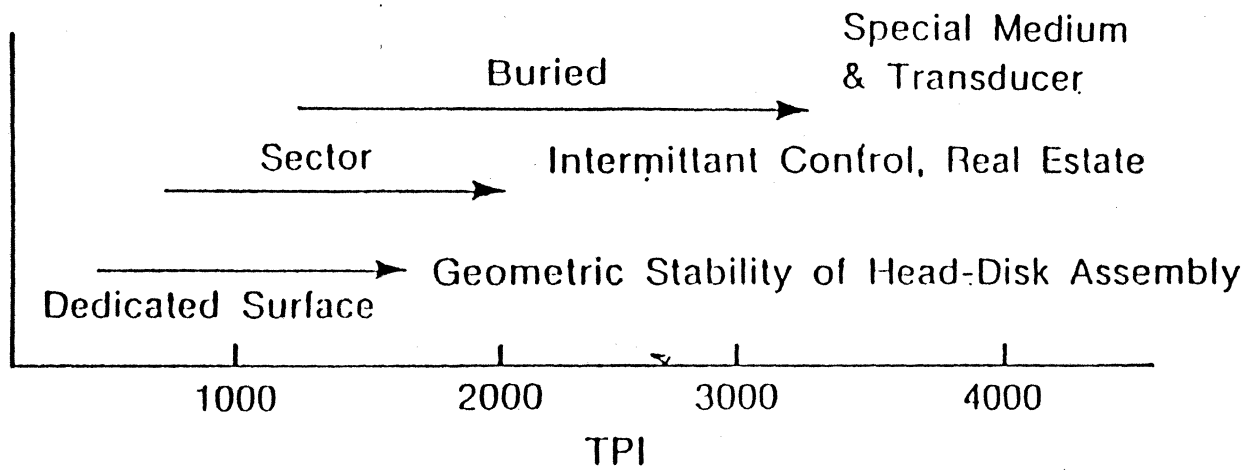 Special Medium
& Transducer
Buried
Sector
Intermittant Control, Real Estate
Geometric Stability of Head-Disk Assembly
Dedicated Surface
1000 2000 3000 4000
TPI